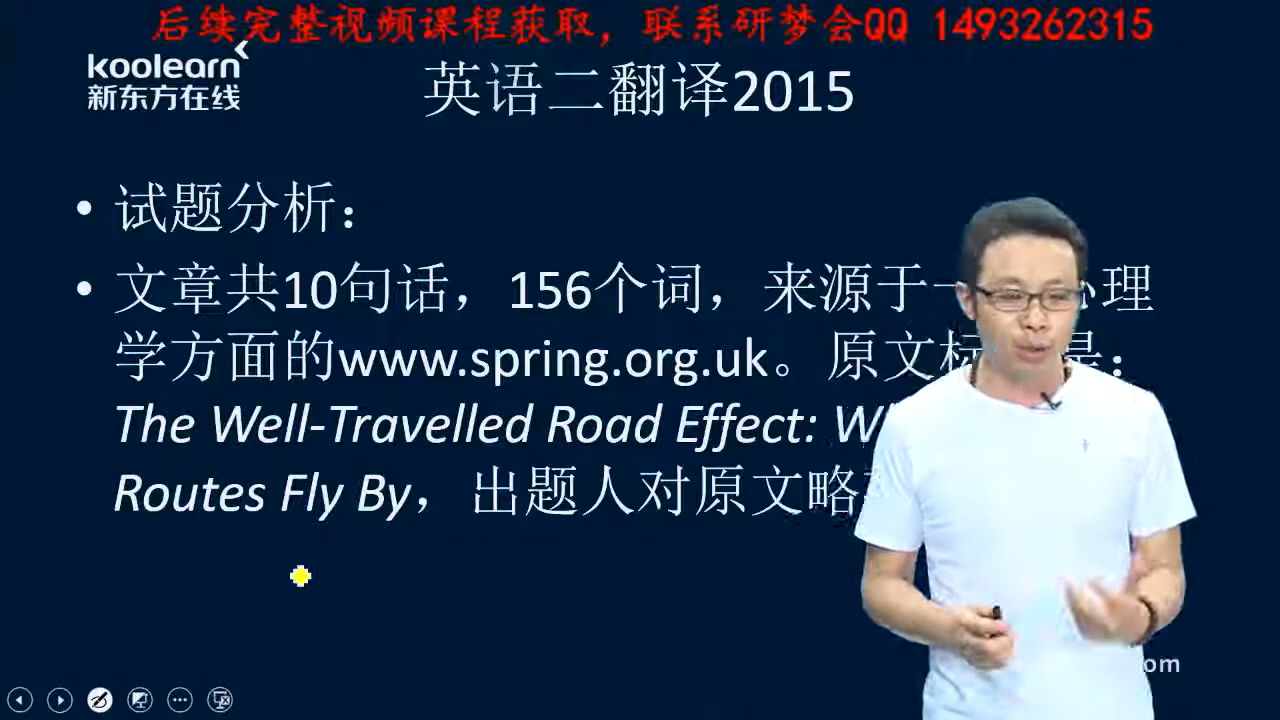 后续完整视频课程获取，联系研梦会QQ 1493262315
koolearn
新东方在线
英语二翻译2015
• 试题分析：
• 文章共10句话，156个词，来源于一 心理
学方面的www.spring.org.uk。原文标 是：
The Well-Travelled Road Effect:
Routes Fly By，出题人对原文略
om